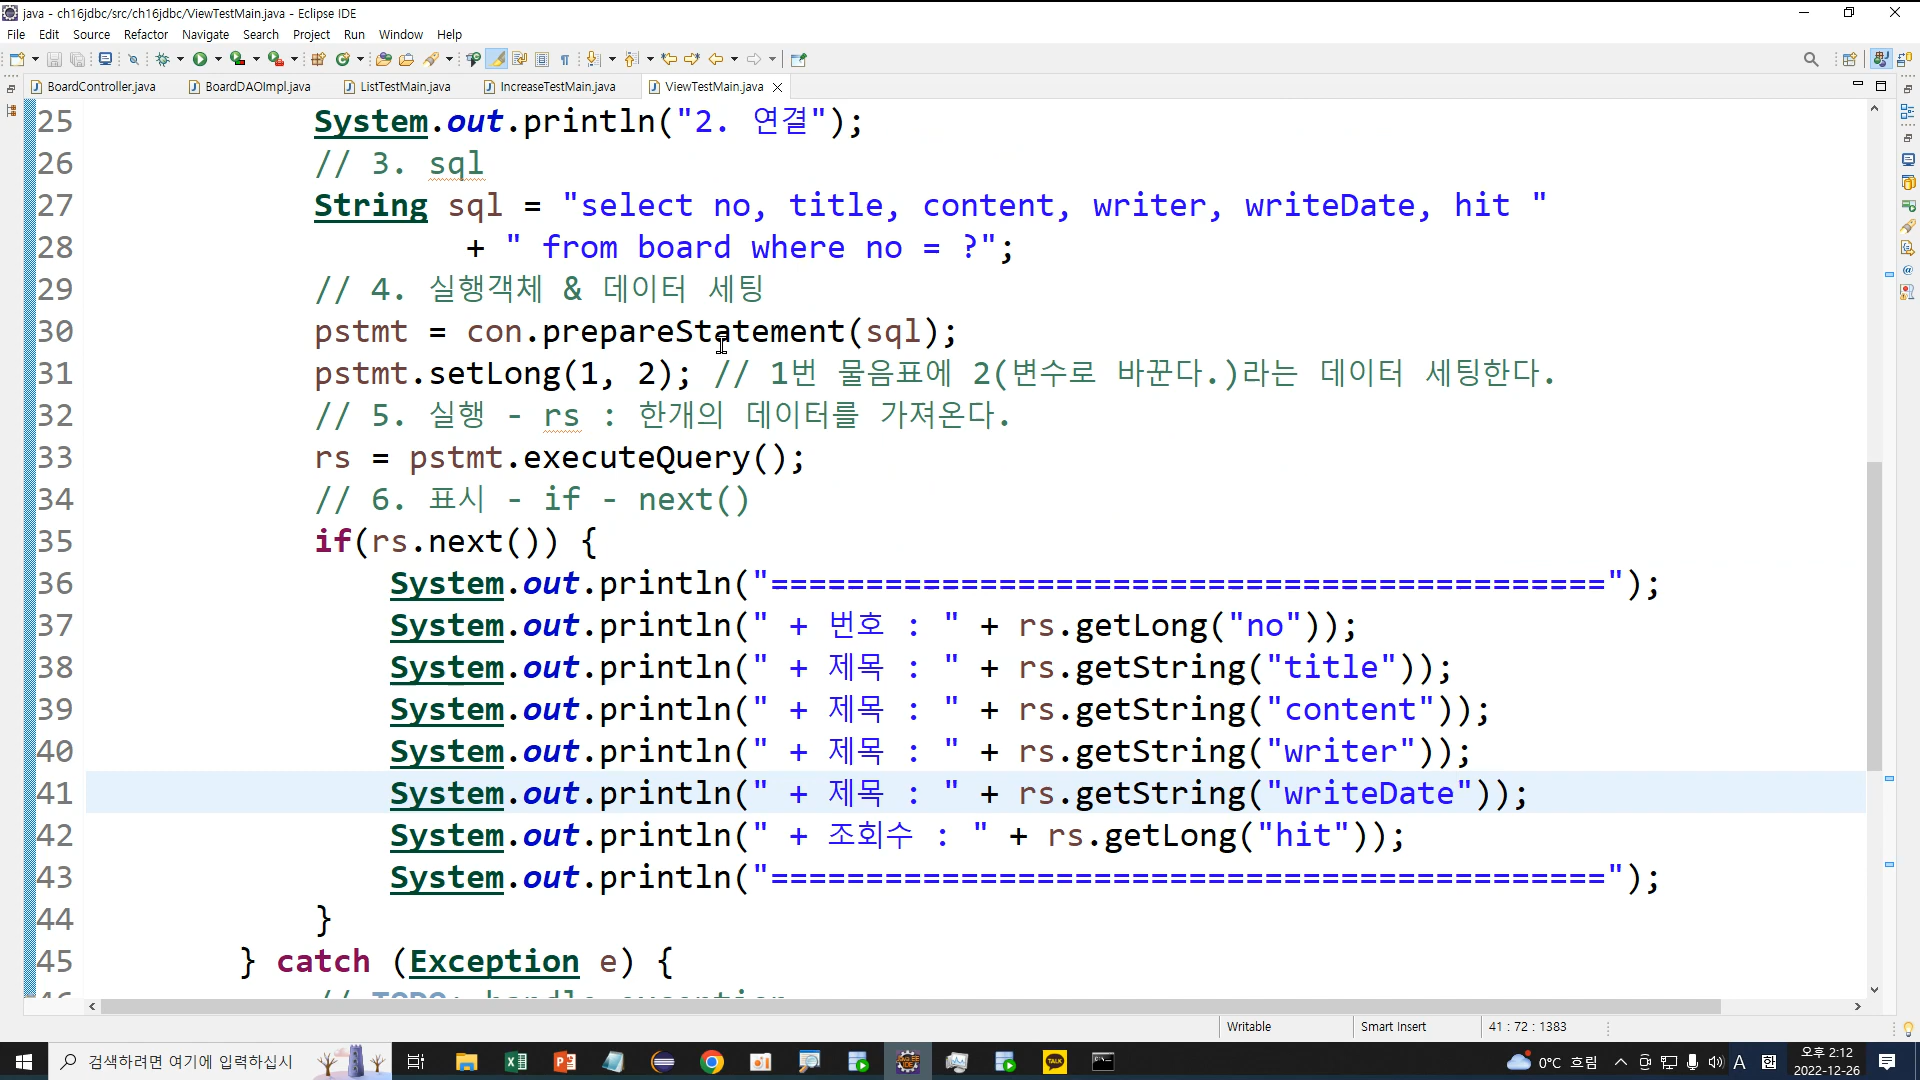 java - ch16jdbc/src/ch16jdbc/ViewTestMain.java - Eclipse IDE
File Edit Source Refactor Navigate Search Project Run Window Help
BoardController.java BoardDAOImpl.java ListTestMain.java IncreaseTestMain.java ViewTestMain.java
25 System.out.println("2. 연결");
26 // 3. sql
27 String sql = "select no, title, content, writer, writeDate, hit "
28 + " from board where no = ?";
29 // 4. 실행객체 & 데이터 세팅
30 pstmt = con.prepareStatement(sql);
31 pstmt.setLong(1, 2); // 1번 물음표에 2(변수로 바꾼다.)라는 데이터 세팅한다.
32 // 5. 실행 - rs : 한개의 데이터를 가져온다.
33 rs = pstmt.executeQuery();
34 // 6. 표시 - if - next()
35 if(rs.next()) {
36 System.out.println("============================================");
37 System.out.println(" + 번호 : " + rs.getLong("no"));
38 System.out.println(" + 제목 : " + rs.getString("title"));
39 System.out.println(" + 제목 : " + rs.getString("content"));
40 System.out.println(" + 제목 : " + rs.getString("writer"));
41 System.out.println(" + 제목 : " + rs.getString("writeDate"));
42 System.out.println(" + 조회수 : " + rs.getLong("hit"));
43 System.out.println("============================================");
44 }
45 } catch (Exception e) {
46 // TODO: handle exception
Writable Smart Insert 41 : 72 : 1383
검색하려면 여기에 입력하십시 TALK 0°C 흐림 A 오후 2:12
2022-12-26